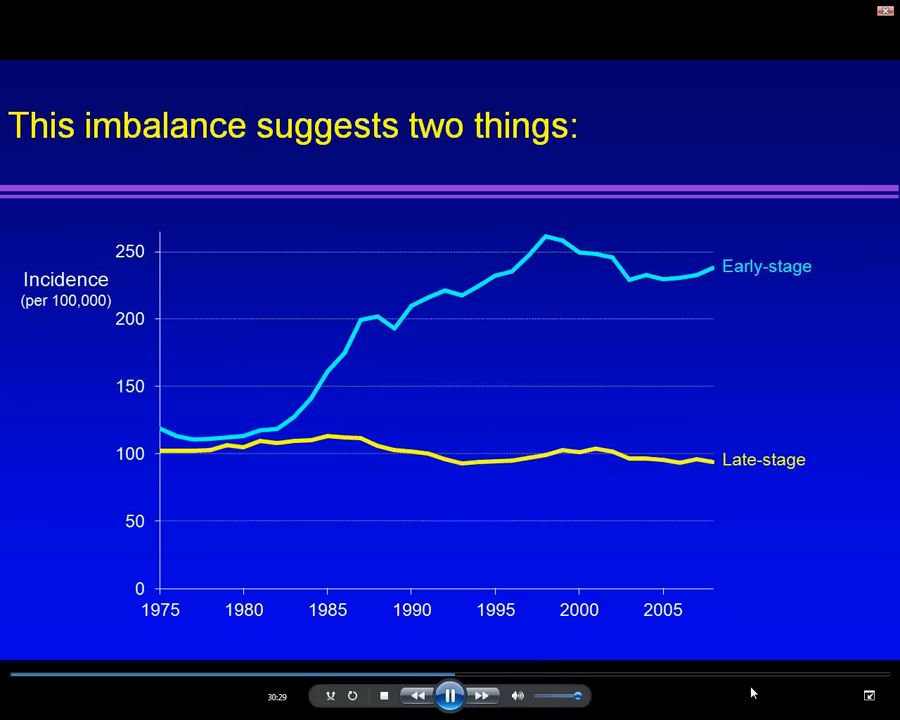 This imbalance suggests two things:
250
Early-stage
Incidence
(per 100,000)
200
150
100
Late-stage
50
0
1975 1980 1985 1990 1995 2000 2005
30:29